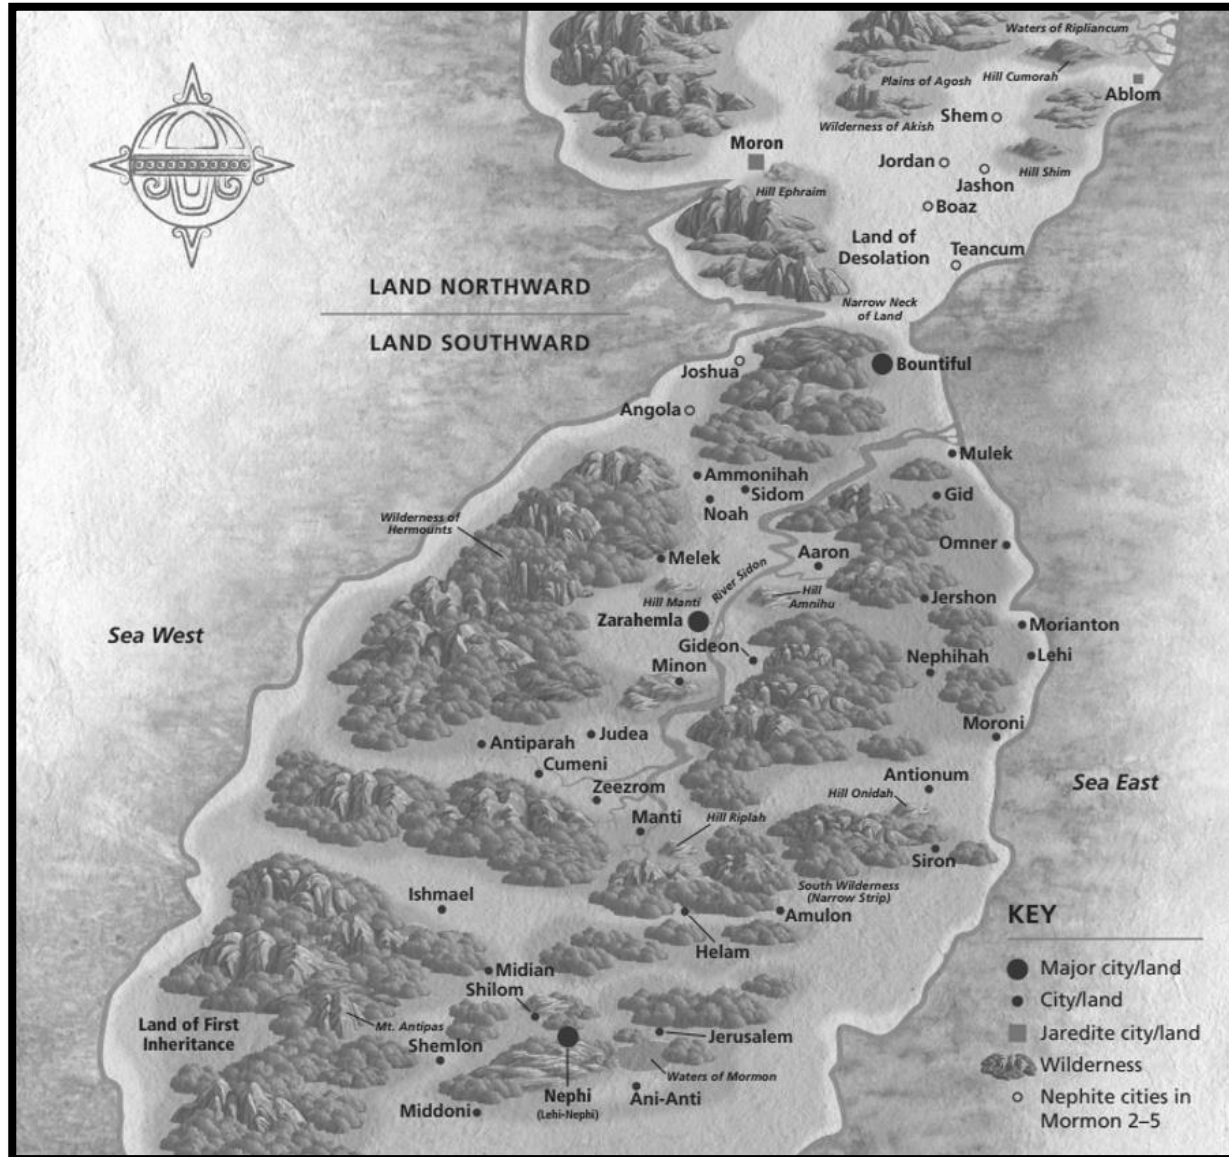 Waters of Ripliancum
Hill Cumorah
Plains of Agosh
Ablom
Shem
Wilderness of Akish
Moron
Jordan
Jashon
Hill Shim
Hill Ephraim
Boaz
Land of
Desolation
Teancum
LAND NORTHWARD
Narrow Neck
of Land
LAND SOUTHWARD
Joshua
Bountiful
Angola
Mulek
Ammonihah
Sidom
Gid
Noah
Wilderness of
Hermounts
Omner
Melek
Aaron
River Sidon
Hill
Amnihu
Hill Manti
Jershon
Zarahemla
Morianton
Sea West
Gideon
Nephihah
Lehi
Minon
Moroni
Judea
Antiparah
Cumeni
Antionum
Sea East
Zeezrom
Hill Onidah
Manti
Hill Riplah
Siron
South Wilderness
(Narrow Strip)
Ishmael
Amulon
Helam
KEY
Major city/land
City/land
Jaredite city/land
Wilderness
Nephite cities in
Mormon 2–5
Midian
Shilom
Land of First
Inheritance
Mt. Antipas
Jerusalem
Shemlon
Waters of Mormon
Nephi
(Lehi-Nephi)
Ani-Anti
Middoni